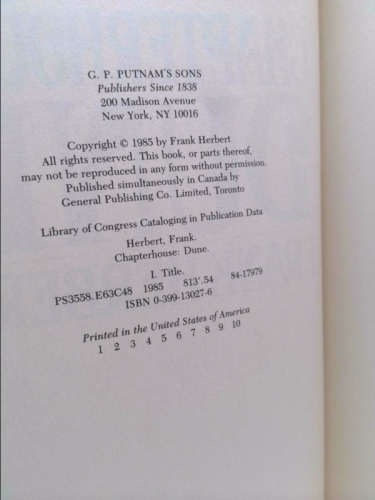 G. P. PUTNAM'S SONS
Publishers Since 1838
200 Madison Avenue
New York, NY 10016
Copyright © 1985 by Frank Herbert
All rights reserved. This book, or parts thereof,
may not be reproduced in any form without permission.
Published simultaneously in Canada by
General Publishing Co. Limited, Toronto
Library of Congress Cataloging in Publication Data
Herbert, Frank.
Chapterhouse: Dune.
I. Title.
PS3558.E63C48 1985 813'.54 84-17979
ISBN 0-399-13027-6
Printed in the United States of America
1 2 3 4 5 6 7 8 9 10